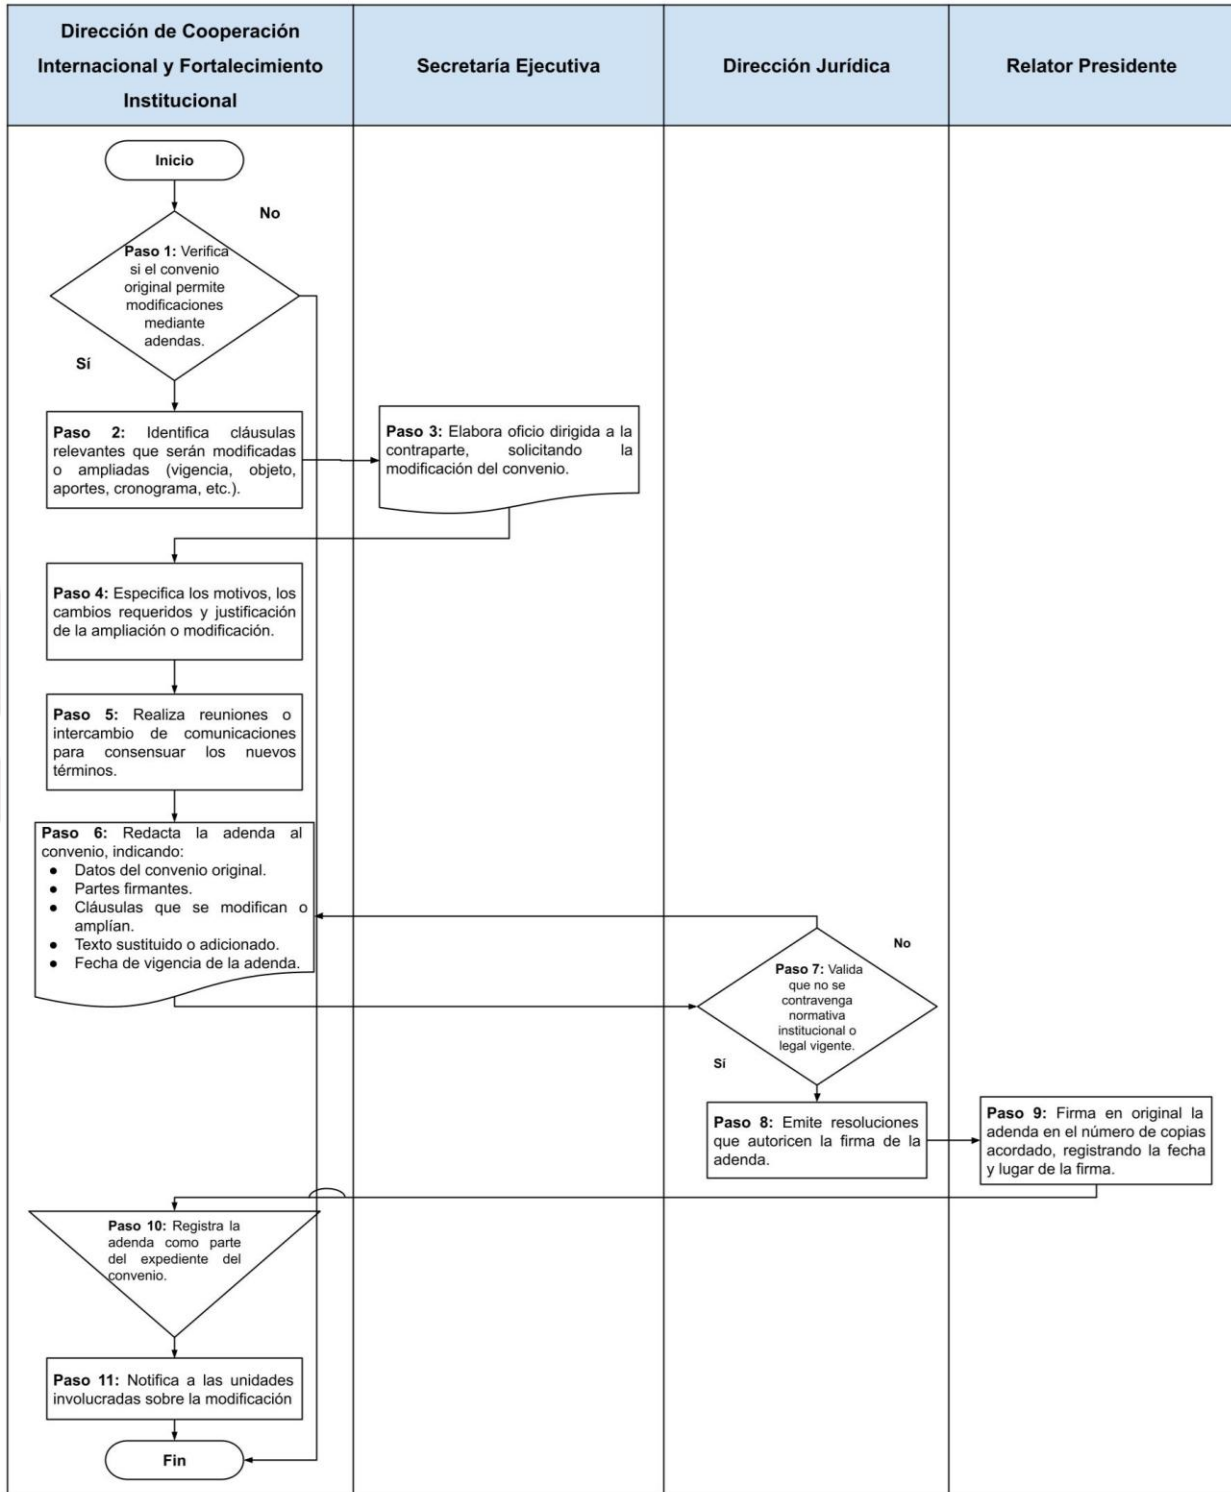 Dirección de Cooperación
Internacional y Fortalecimiento
Institucional
Secretaría Ejecutiva
Dirección Jurídica
Relator Presidente
Inicio
No
Paso 1: Verifica
si el convenio
original permite
modificaciones
mediante
adendas.
Sí
Paso 2: Identifica cláusulas
relevantes que serán modificadas
o ampliadas (vigencia, objeto,
aportes, cronograma, etc.).
Paso 3: Elabora oficio dirigida a la
contraparte, solicitando la
modificación del convenio.
Paso 4: Especifica los motivos, los
cambios requeridos y justificación
de la ampliación o modificación.
Paso 5: Realiza reuniones o
intercambio de comunicaciones
para consensuar los nuevos
términos.
Paso 6: Redacta la adenda al
convenio, indicando:
● Datos del convenio original.
● Partes firmantes.
● Cláusulas que se modifican o
amplían.
● Texto sustituido o adicionado.
● Fecha de vigencia de la adenda.
No
Paso 7: Valida
que no se
contravenga
normativa
institucional o
legal vigente.
Sí
Paso 8: Emite resoluciones
que autoricen la firma de la
adenda.
Paso 9: Firma en original la
adenda en el número de copias
acordado, registrando la fecha
y lugar de la firma.
Paso 10: Registra la
adenda como parte
del expediente del
convenio.
Paso 11: Notifica a las unidades
involucradas sobre la modificación
Fin